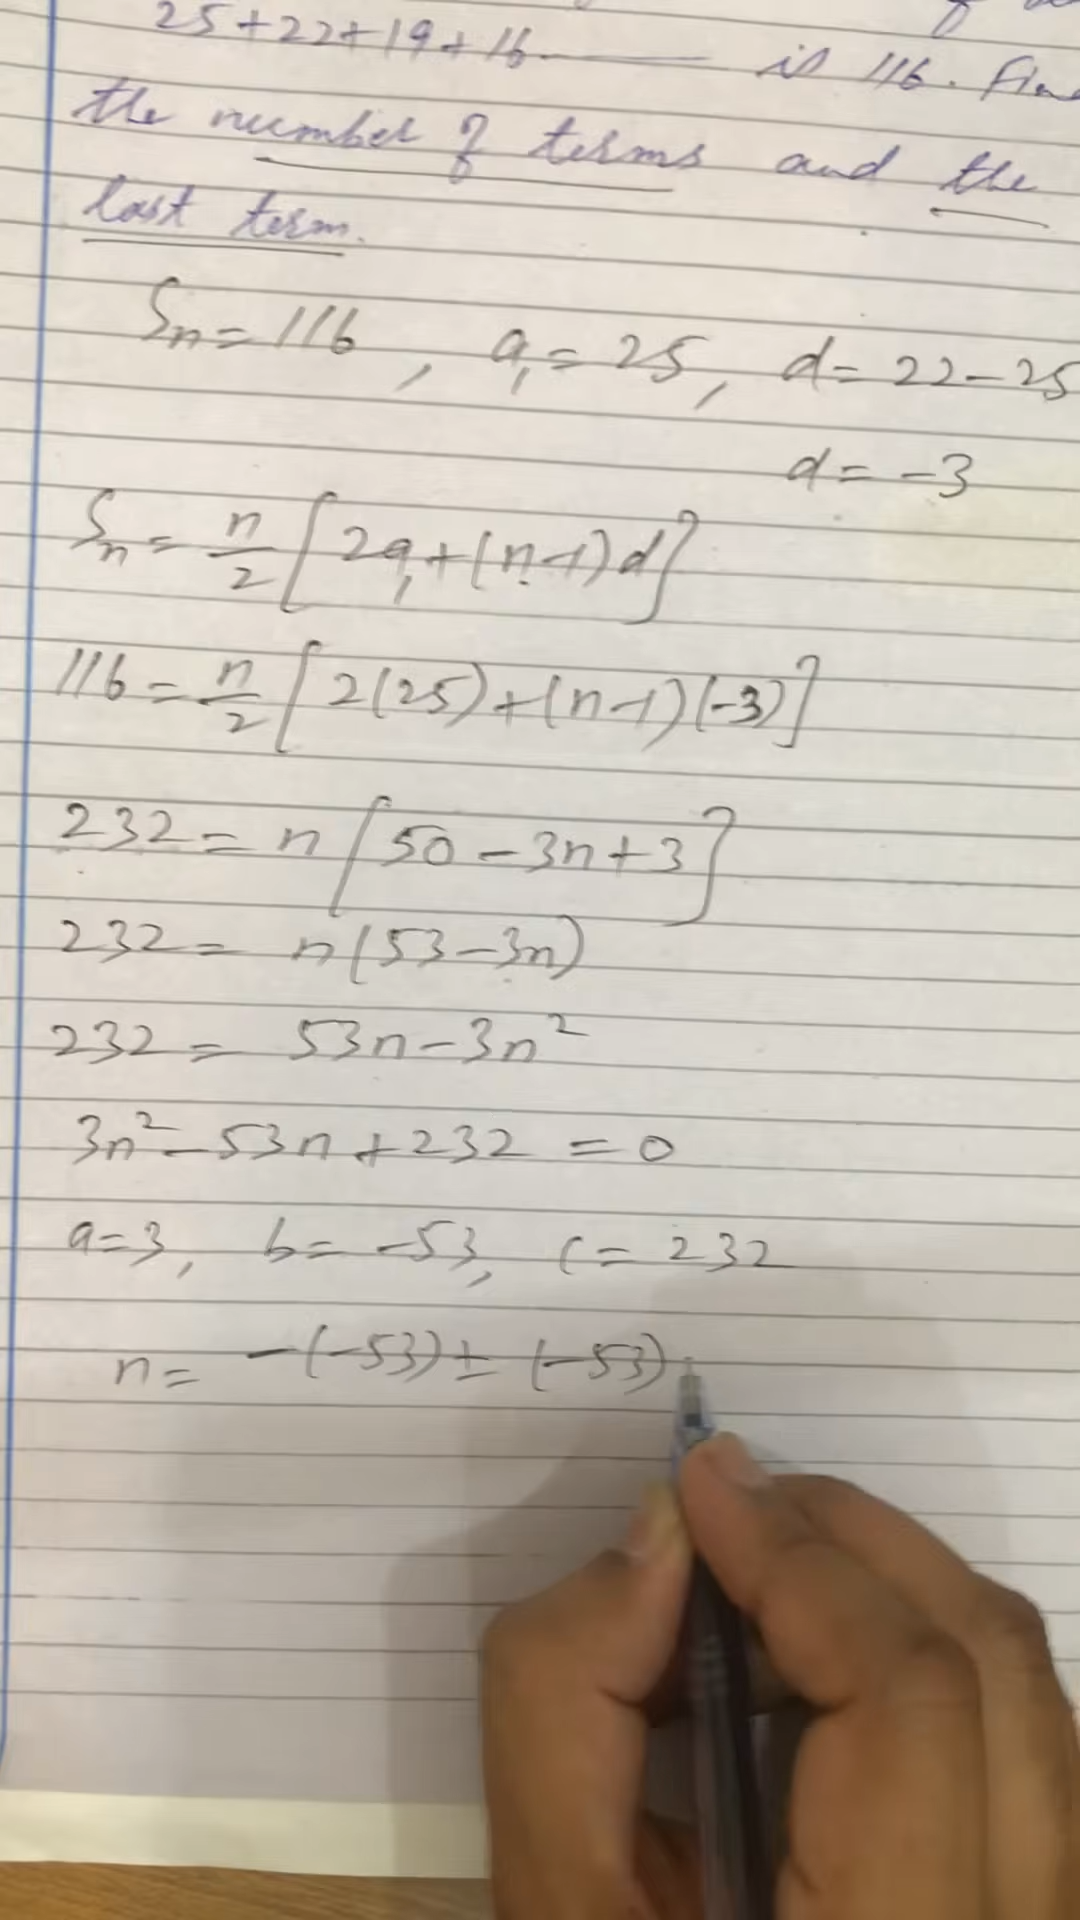 25+22+19+16 ——— is 116. Find
the number of terms and the
last term.
Sn = 116 , a₁ = 25, d = 22-25
d = -3
Sn = n/2 [2a₁+(n-1)d]
116 = n/2 [2(25)+(n-1)(-3)]
232 = n[50-3n+3]
232 = n(53-3n)
232 = 53n-3n²
3n²-53n+232 = 0
a=3, b= -53, c= 232
n= -(-53) ± (-53)